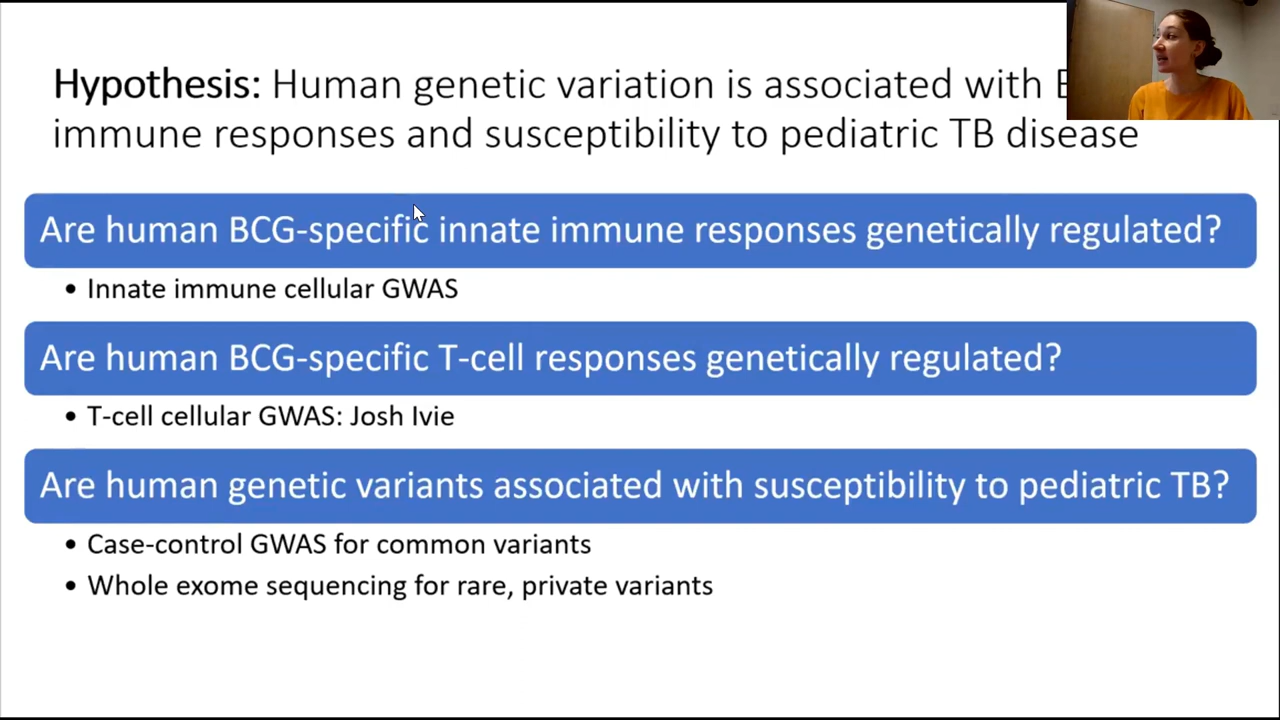 Hypothesis: Human genetic variation is associated with
immune responses and susceptibility to pediatric TB disease
Are human BCG-specific innate immune responses genetically regulated?
• Innate immune cellular GWAS
Are human BCG-specific T-cell responses genetically regulated?
• T-cell cellular GWAS: Josh Ivie
Are human genetic variants associated with susceptibility to pediatric TB?
• Case-control GWAS for common variants
• Whole exome sequencing for rare, private variants